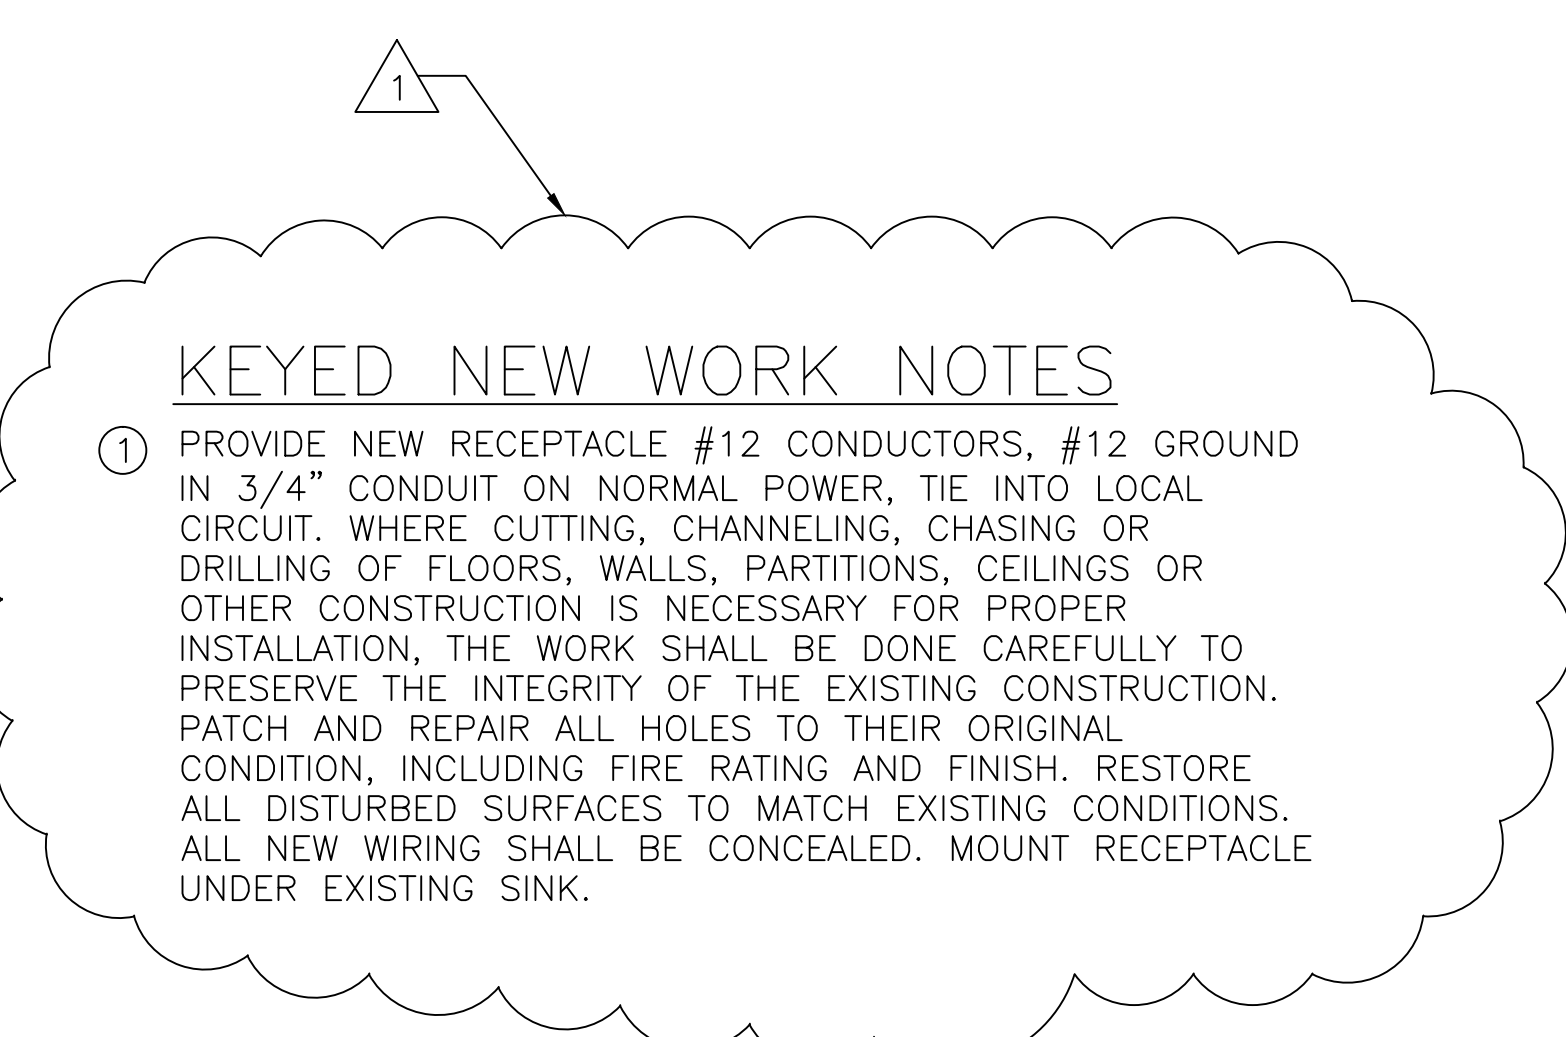 1
KEYED NEW WORK NOTES
1 PROVIDE NEW RECEPTACLE #12 CONDUCTORS, #12 GROUND
IN 3/4” CONDUIT ON NORMAL POWER, TIE INTO LOCAL
CIRCUIT. WHERE CUTTING, CHANNELING, CHASING OR
DRILLING OF FLOORS, WALLS, PARTITIONS, CEILINGS OR
OTHER CONSTRUCTION IS NECESSARY FOR PROPER
INSTALLATION, THE WORK SHALL BE DONE CAREFULLY TO
PRESERVE THE INTEGRITY OF THE EXISTING CONSTRUCTION.
PATCH AND REPAIR ALL HOLES TO THEIR ORIGINAL
CONDITION, INCLUDING FIRE RATING AND FINISH. RESTORE
ALL DISTURBED SURFACES TO MATCH EXISTING CONDITIONS.
ALL NEW WIRING SHALL BE CONCEALED. MOUNT RECEPTACLE
UNDER EXISTING SINK.